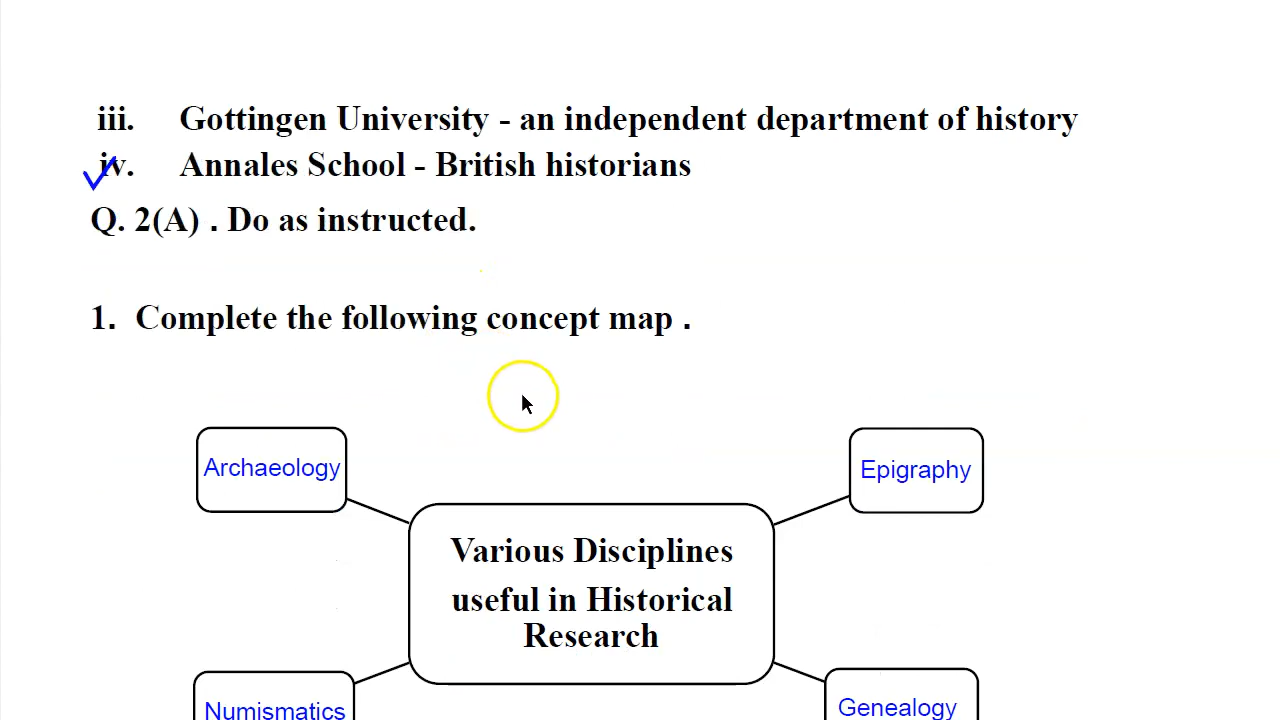 iii. Gottingen University - an independent department of history
iv. Annales School - British historians
Q. 2(A) . Do as instructed.
1. Complete the following concept map .
Archaeology
Epigraphy
Various Disciplines
useful in Historical
Research
Numismatics
Genealogy